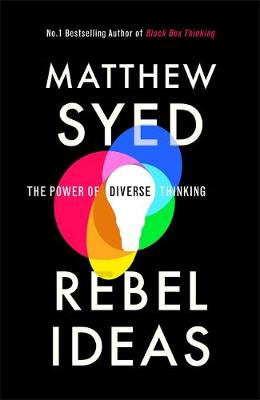 No.1 Bestselling Author of Black Box Thinking
MATTHEW
SYED
THE POWER OF DIVERSE THINKING
REBEL
IDEAS